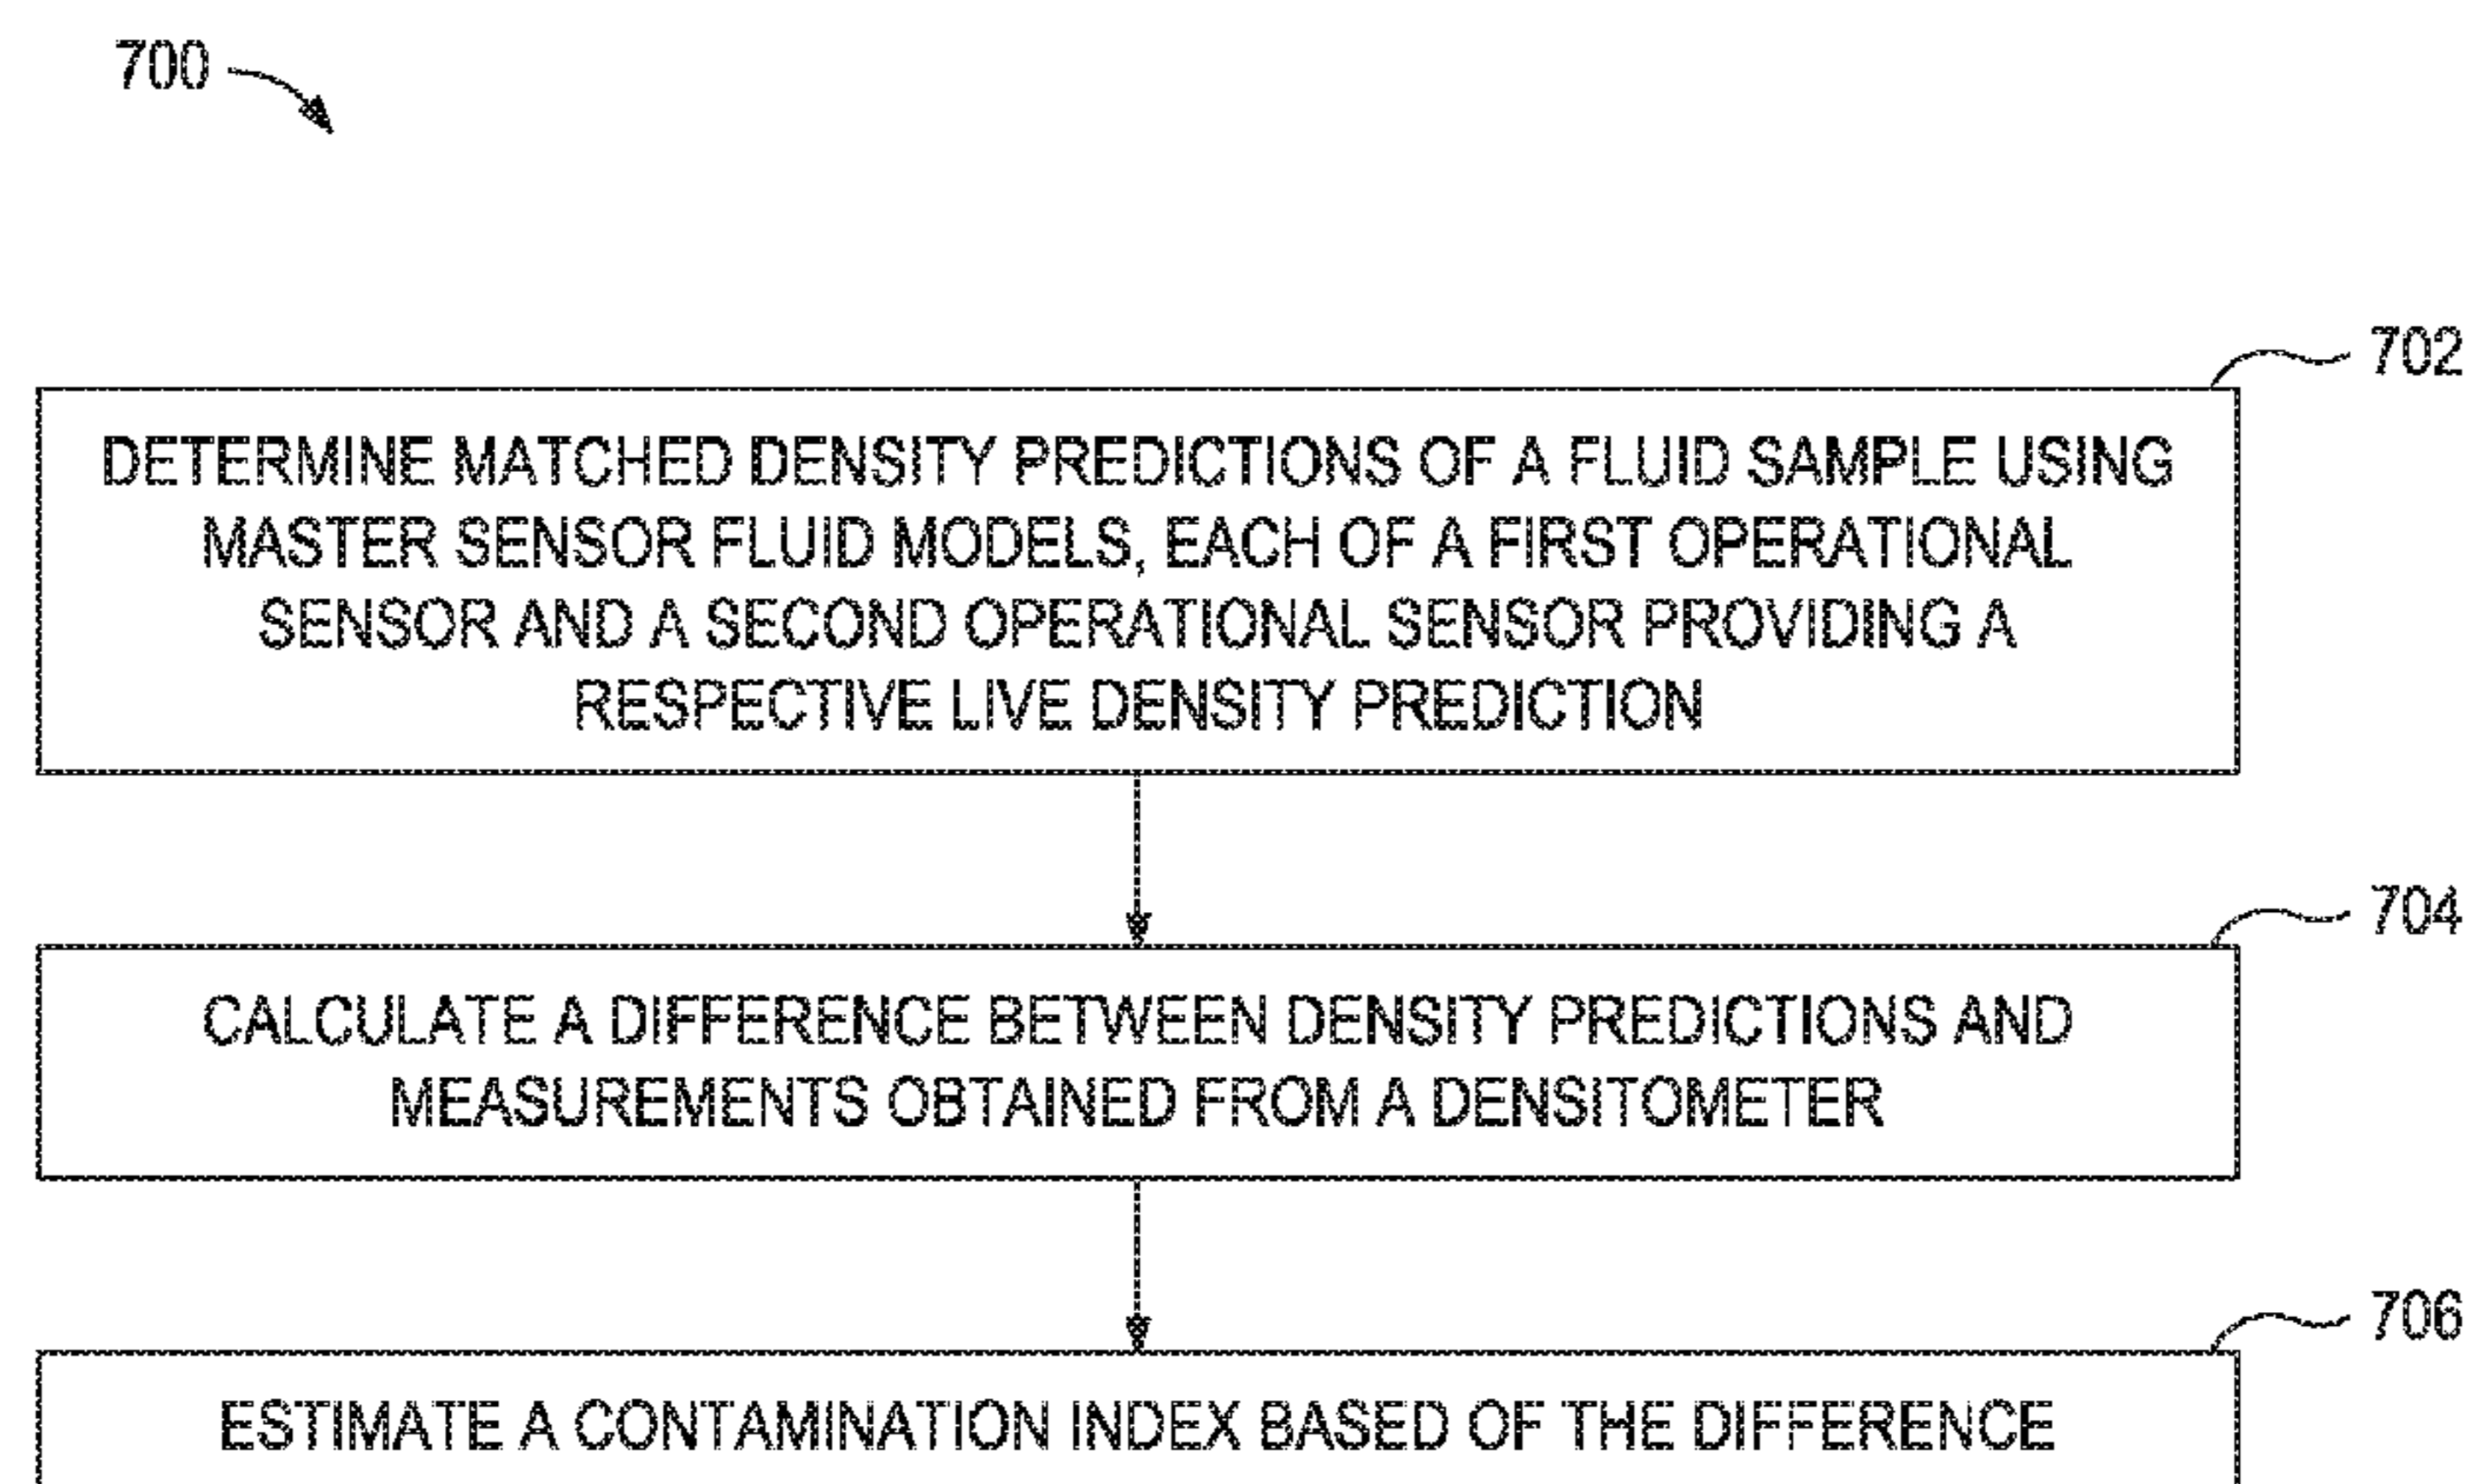 700
702
DETERMINE MATCHED DENSITY PREDICTIONS OF A FLUID SAMPLE USING
MASTER SENSOR FLUID MODELS, EACH OF A FIRST OPERATIONAL
SENSOR AND A SECOND OPERATIONAL SENSOR PROVIDING A
RESPECTIVE LIVE DENSITY PREDICTION
704
CALCULATE A DIFFERENCE BETWEEN DENSITY PREDICTIONS AND
MEASUREMENTS OBTAINED FROM A DENSITOMETER
706
ESTIMATE A CONTAMINATION INDEX BASED OF THE DIFFERENCE